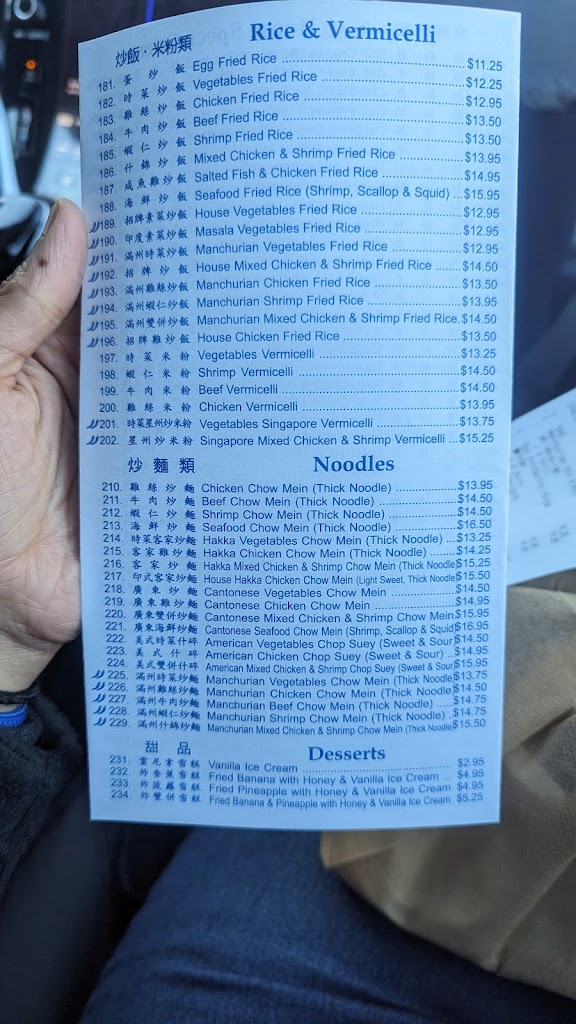 炒飯、米粉類 Rice & Vermicelli
181. 蛋炒飯 Egg Fried Rice $11.25
182. 時菜炒飯 Vegetables Fried Rice $12.25
183. 雞絲炒飯 Chicken Fried Rice $12.95
184. 牛肉炒飯 Beef Fried Rice $13.50
185. 蝦仁炒飯 Shrimp Fried Rice $13.50
186. 什錦炒飯 Mixed Chicken & Shrimp Fried Rice $13.95
187. 咸魚雞炒飯 Salted Fish & Chicken Fried Rice $14.95
188. 海鮮炒飯 Seafood Fried Rice (Shrimp, Scallop & Squid) $15.95
189. 招牌素菜炒飯 House Vegetables Fried Rice $12.95
190. 印度素菜炒飯 Masala Vegetables Fried Rice $12.95
191. 滿州時菜炒飯 Manchurian Vegetables Fried Rice $12.95
192. 招牌炒飯 House Mixed Chicken & Shrimp Fried Rice $14.50
193. 滿州雞絲炒飯 Manchurian Chicken Fried Rice $13.50
194. 滿州蝦仁炒飯 Manchurian Shrimp Fried Rice $13.95
195. 滿州雙併炒飯 Manchurian Mixed Chicken & Shrimp Fried Rice. $14.50
196. 招牌雞炒飯 House Chicken Fried Rice $13.50
197. 時菜米粉 Vegetables Vermicelli $13.25
198. 蝦仁米粉 Shrimp Vermicelli $14.50
199. 牛肉米粉 Beef Vermicelli $14.50
200. 雞絲米粉 Chicken Vermicelli $13.95
201. 時菜星州炒米粉 Vegetables Singapore Vermicelli $13.75
202. 星州炒米粉 Singapore Mixed Chicken & Shrimp Vermicelli $15.25
炒麵類 Noodles
210. 雞絲炒麵 Chicken Chow Mein (Thick Noodle) $13.95
211. 牛肉炒麵 Beef Chow Mein (Thick Noodle) $14.50
212. 蝦仁炒麵 Shrimp Chow Mein (Thick Noodle) $14.50
213. 海鮮炒麵 Seafood Chow Mein (Thick Noodle) $16.50
214. 時菜客家炒麵 Hakka Vegetables Chow Mein (Thick Noodle) $13.25
215. 客家雞炒麵 Hakka Chicken Chow Mein (Thick Noodle) $14.25
216. 客家炒麵 Hakka Mixed Chicken & Shrimp Chow Mein (Thick Noodle) $15.25
217. 印式客家炒麵 House Hakka Chicken Chow Mein (Light Sweet, Thick Noodle) $15.50
218. 廣東炒麵 Cantonese Vegetables Chow Mein $14.50
219. 廣東雞炒麵 Cantonese Chicken Chow Mein $14.95
220. 廣東雙併炒麵 Cantonese Mixed Chicken & Shrimp Chow Mein $15.95
221. 廣東海鮮炒麵 Cantonese Seafood Chow Mein (Shrimp, Scallop & Squid) $16.95
222. 美式時菜什碎 American Vegetables Chop Suey (Sweet & Sour) $14.50
223. 美式什碎 American Chicken Chop Suey (Sweet & Sour) $14.95
224. 美式雙併什碎 American Mixed Chicken & Shrimp Chop Suey (Sweet & Sour) $15.95
225. 滿州時菜炒麵 Manchurian Vegetables Chow Mein (Thick Noodle) $13.75
226. 滿州雞絲炒麵 Manchurian Chicken Chow Mein (Thick Noodle) $14.50
227. 滿州牛肉炒麵 Manchurian Beef Chow Mein (Thick Noodle) $14.75
228. 滿州蝦仁炒麵 Manchurian Shrimp Chow Mein (Thick Noodle) $14.75
229. 滿州什錦炒麵 Manchurian Mixed Chicken & Shrimp Chow Mein (Thick Noodle) $15.50
甜品 Desserts
231. 雲尼拿雪糕 Vanilla Ice Cream $2.95
232. 炸香蕉雪糕 Fried Banana with Honey & Vanilla Ice Cream $4.95
233. 炸菠蘿雪糕 Fried Pineapple with Honey & Vanilla Ice Cream $4.95
234. 炸雙併雪糕 Fried Banana & Pineapple with Honey & Vanilla Ice Cream $5.25